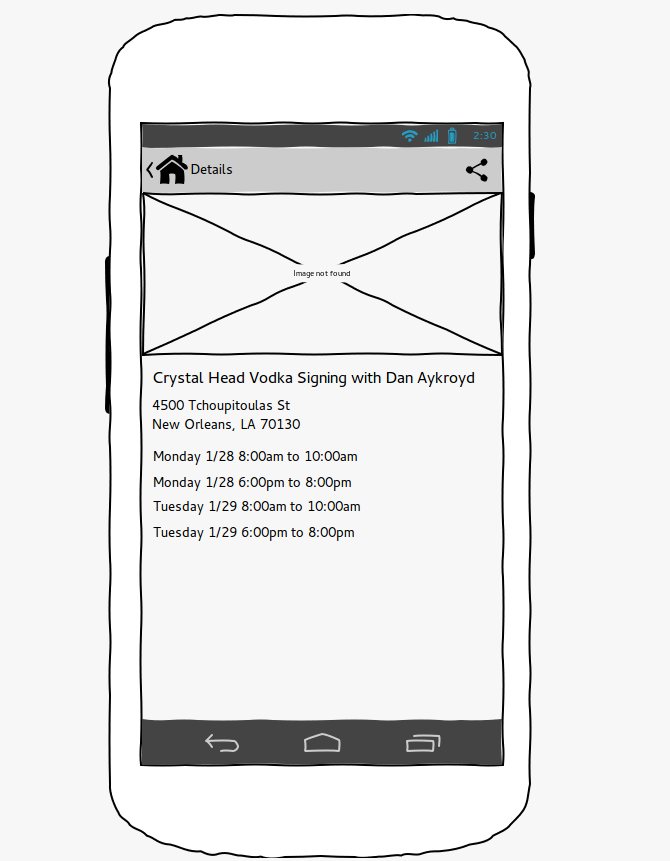 2:30
Details
Image not found
Crystal Head Vodka Signing with Dan Aykroyd
4500 Tchoupitoulas St
New Orleans, LA 70130
Monday 1/28 8:00am to 10:00am
Monday 1/28 6:00pm to 8:00pm
Tuesday 1/29 8:00am to 10:00am
Tuesday 1/29 6:00pm to 8:00pm